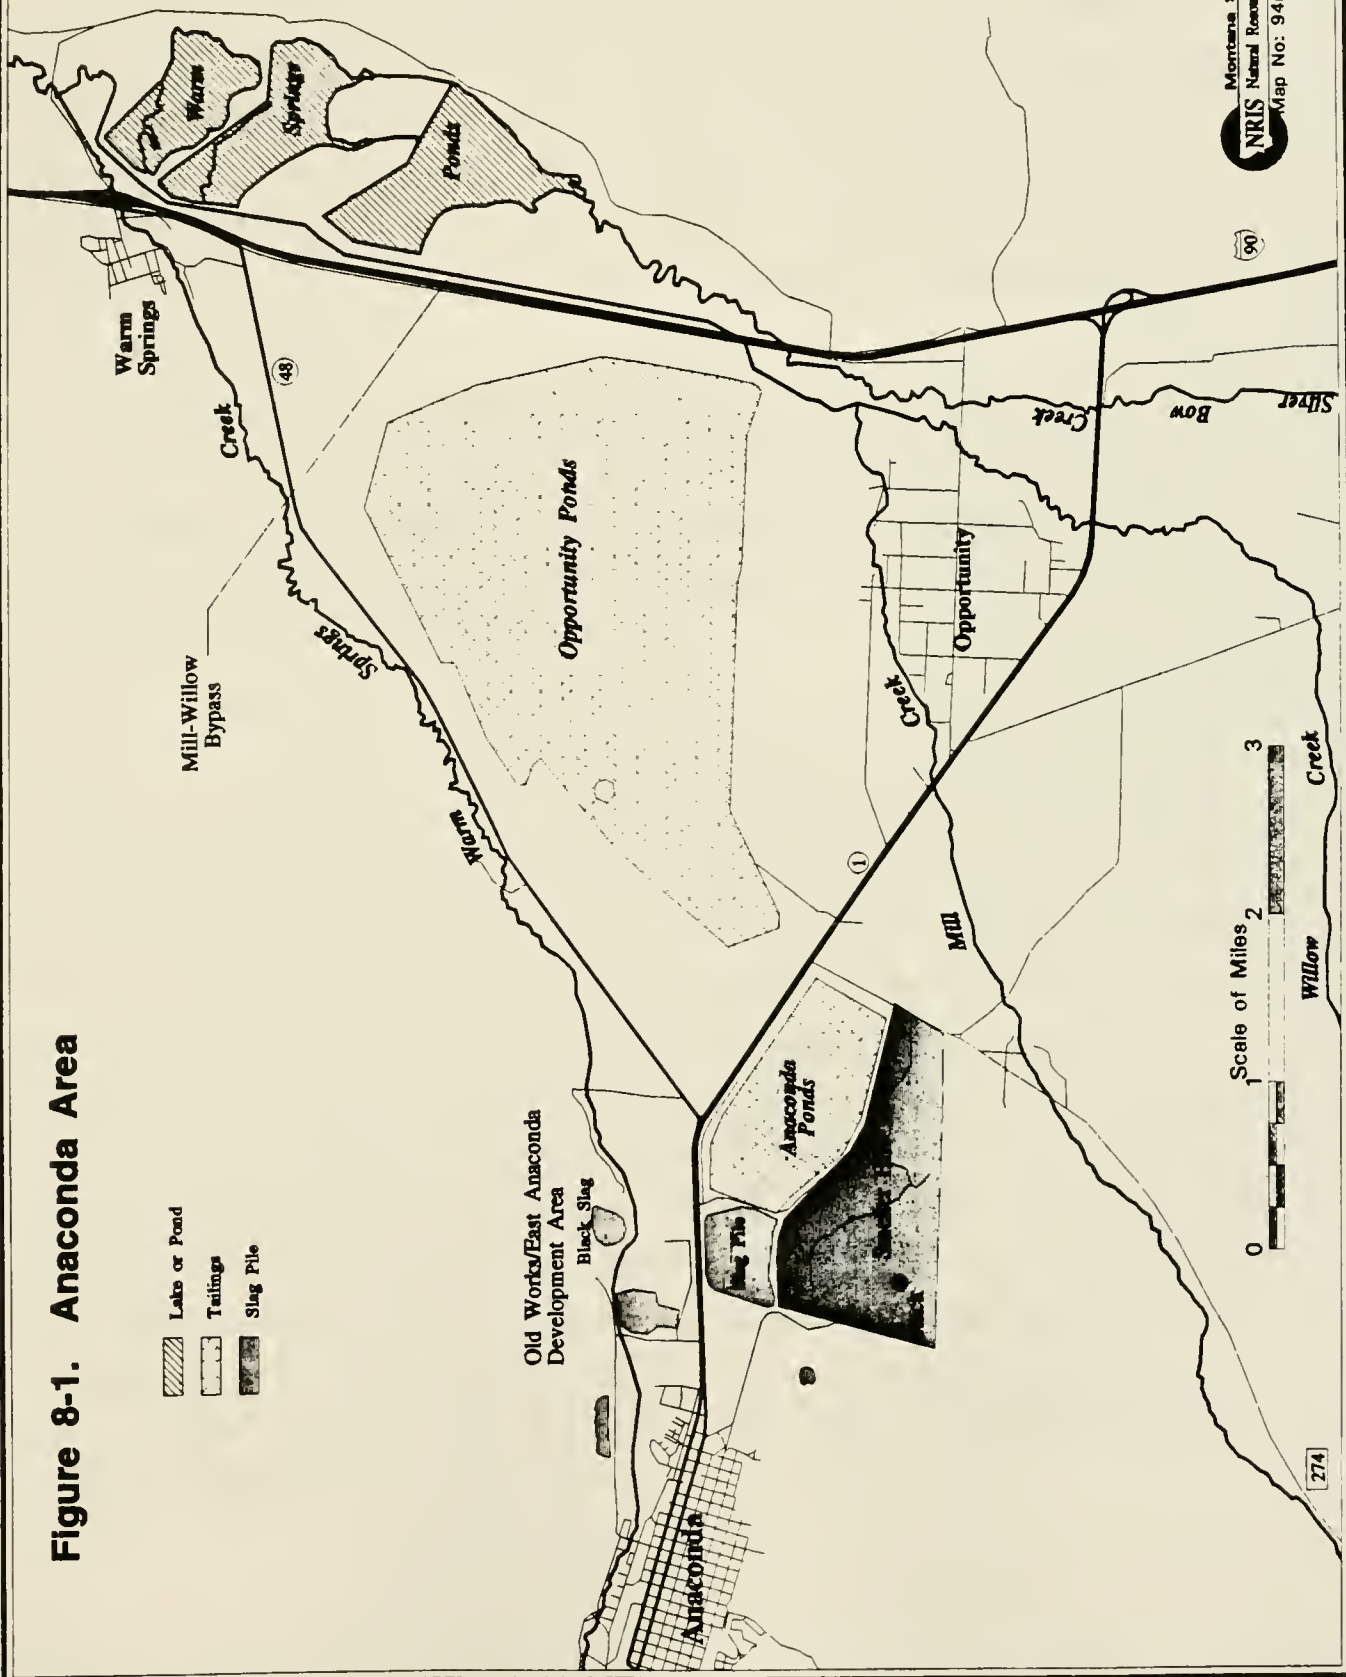 Figure 8-1. Anaconda Area
Lake or Pond
Tailings
Slag Pile
Mill-Willow
Bypass
Warm
Springs
Creek
48
Warm
Springs
Warm
Springs
Ponds
Opportunity Ponds
Old Works/East Anaconda
Development Area
Black Slag
Anaconda
Anaconda
Ponds
Pile
1
Mill
Creek
Opportunity
Silver
Bow
Creek
90
Willow
Creek
274
Scale of Miles
0
1
2
3
Montana
NRIS Natural
Map No: